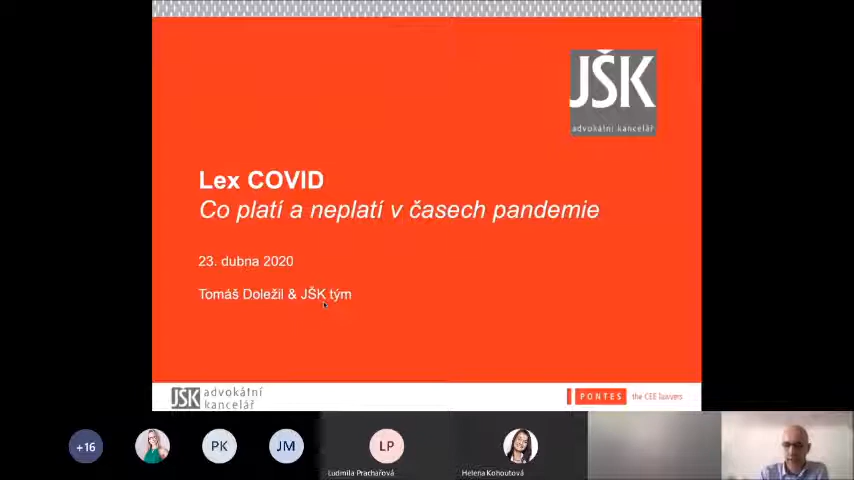 JŠK
advokátní kancelář
Lex COVID
Co platí a neplatí v časech pandemie
23. dubna 2020
Tomáš Doležil & JŠK tým
JŠK advokátní
kancelář
PONTES the CEE lawyers
+16
PK
JM
LP
Ludmila Prachařová
Helena Kohoutová